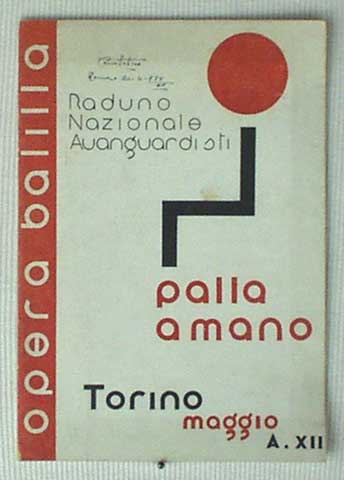 opera balilla
Raduno
Nazionale
Avanguardisti
palla
a mano
Torino
maggio
A. XII